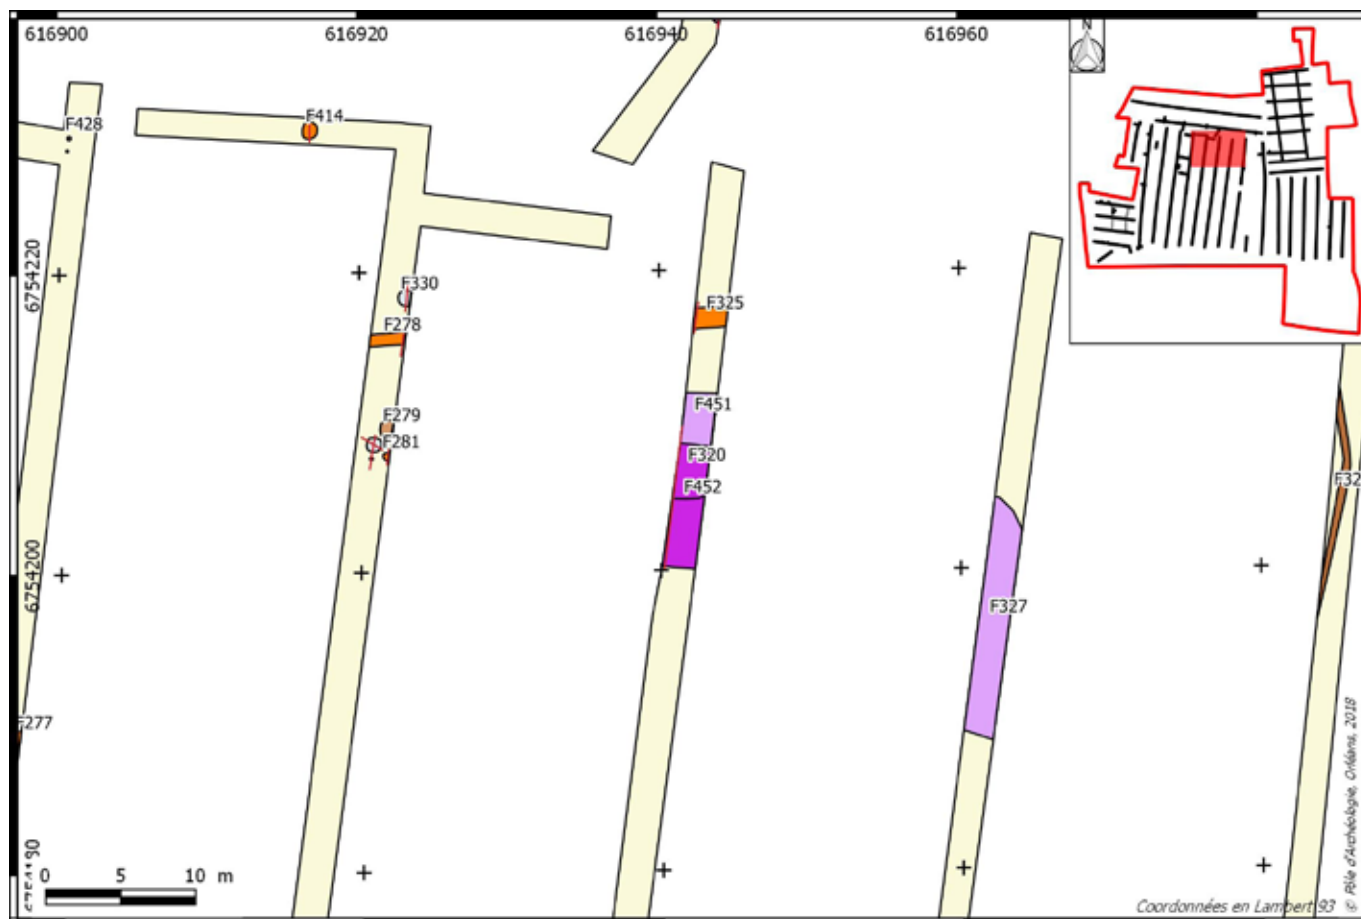 616900 616920 616940 616960
N
F428
F414
6754220
F330
F278
F325
F279
F281
F451
F320
F452
F32
6754200
F327
F277
0 5 10 m
Coordonnées en Lambert 93
© Pôle d'Archéologie, Orléans, 2018